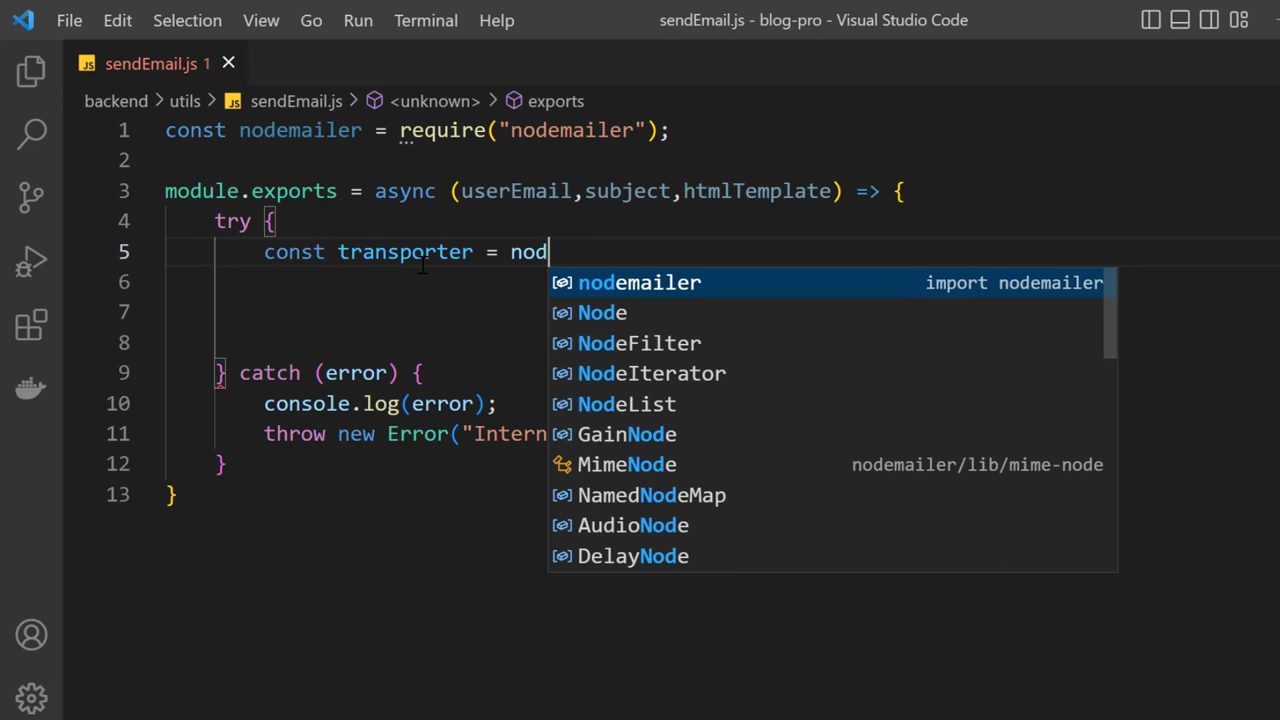 File Edit Selection View Go Run Terminal Help sendEmail.js - blog-pro - Visual Studio Code
JS sendEmail.js 1
backend > utils > JS sendEmail.js > <unknown> > exports
1 const nodemailer = require("nodemailer");
2
3 module.exports = async (userEmail,subject,htmlTemplate) => {
4 try {
5 const transporter = nod
6 nodemailer import nodemailer
7 Node
8 NodeFilter
9 } catch (error) { NodeIterator
10 console.log(error); NodeList
11 throw new Error("Intern GainNode
12 } MimeNode nodemailer/lib/mime-node
13 } NamedNodeMap
AudioNode
DelayNode